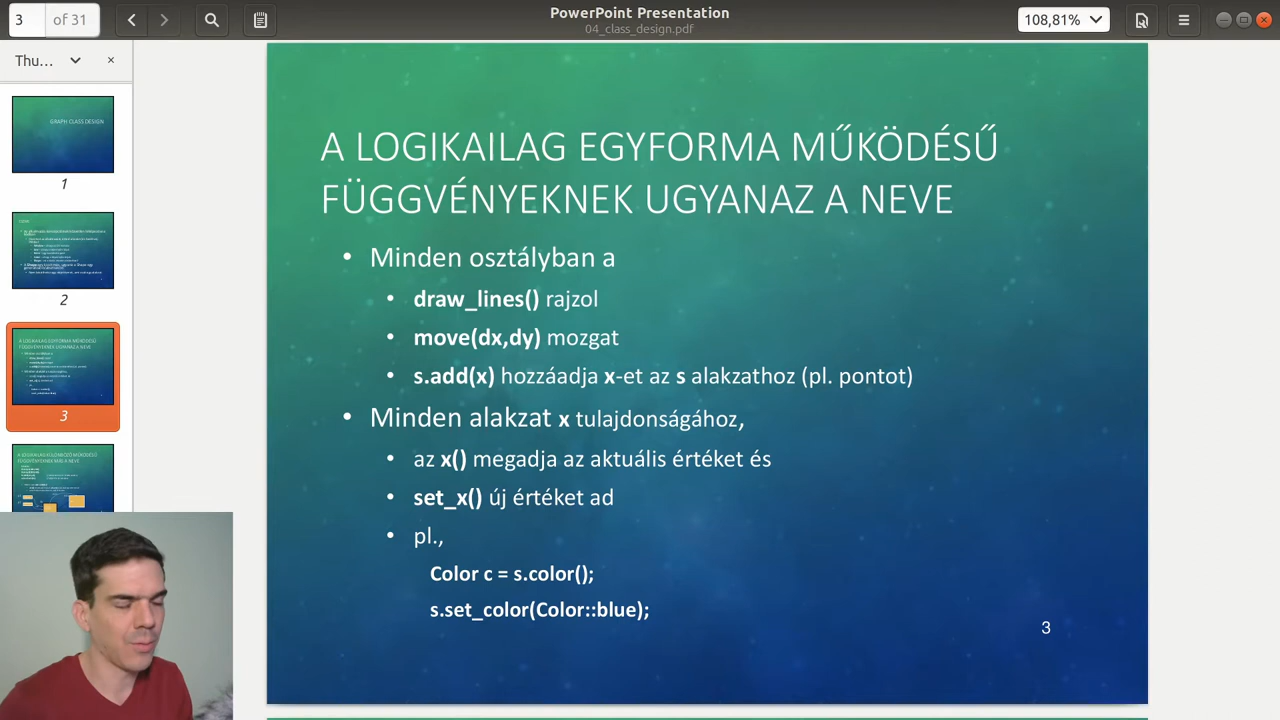 3 of 31
PowerPoint Presentation
04_class_design.pdf
108,81%
Thu...
GRAPH CLASS DESIGN
1
2
3
A LOGIKAILAG EGYFORMA MŰKÖDÉSŰ
FÜGGVÉNYEKNEK UGYANAZ A NEVE
• Minden osztályban a
• draw_lines() rajzol
• move(dx,dy) mozgat
• s.add(x) hozzáadja x-et az s alakzathoz (pl. pontot)
• Minden alakzat x tulajdonságához,
• az x() megadja az aktuális értéket és
• set_x() új értéket ad
• pl.,
Color c = s.color();
s.set_color(Color::blue);
3